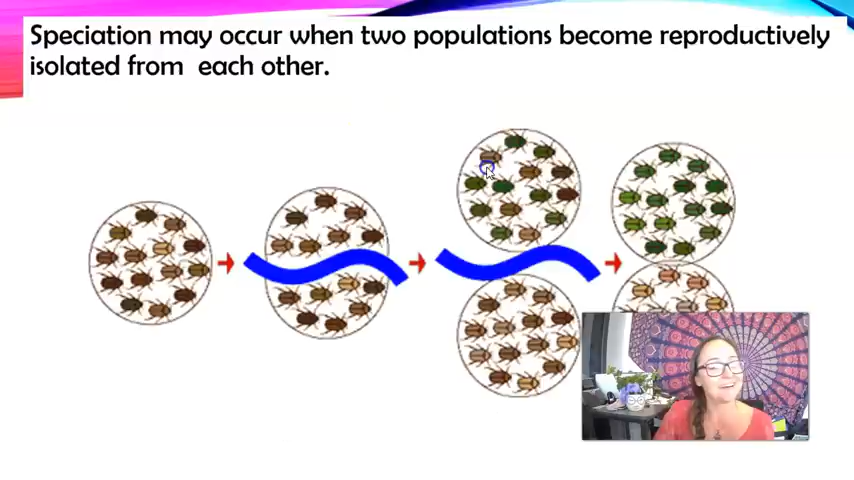 Speciation may occur when two populations become reproductively
isolated from each other.